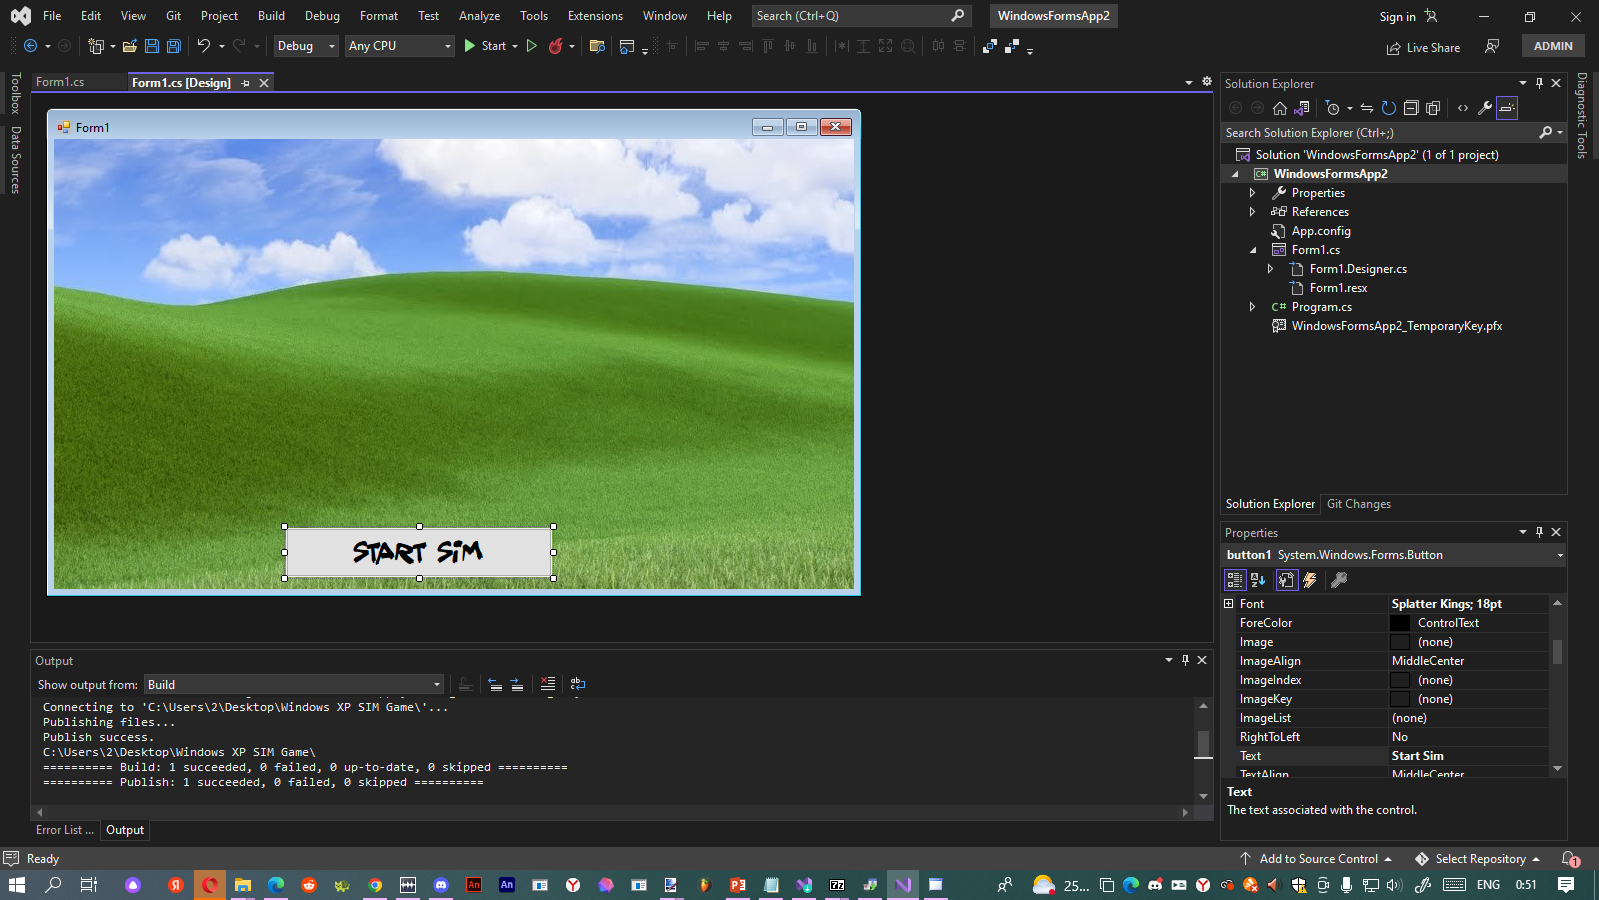 File Edit View Git Project Build Debug Format Test Analyze Tools Extensions Window Help Search (Ctrl+Q) WindowsFormsApp2 Sign in
Debug Any CPU Start Live Share ADMIN
Toolbox
Data Sources
Form1.cs Form1.cs [Design]
Form1
START SIM
Output
Show output from: Build
Connecting to 'C:\Users\2\Desktop\Windows XP SIM Game\'...
Publishing files...
Publish success.
C:\Users\2\Desktop\Windows XP SIM Game\
========== Build: 1 succeeded, 0 failed, 0 up-to-date, 0 skipped ==========
========== Publish: 1 succeeded, 0 failed, 0 skipped ==========
Error List ... Output
Solution Explorer
Search Solution Explorer (Ctrl+;)
Solution 'WindowsFormsApp2' (1 of 1 project)
C# WindowsFormsApp2
Properties
References
App.config
Form1.cs
Form1.Designer.cs
Form1.resx
C# Program.cs
WindowsFormsApp2_TemporaryKey.pfx
Solution Explorer Git Changes
Properties
button1 System.Windows.Forms.Button
Font Splatter Kings; 18pt
ForeColor ControlText
Image (none)
ImageAlign MiddleCenter
ImageIndex (none)
ImageKey (none)
ImageList (none)
RightToLeft No
Text Start Sim
TextAlign MiddleCenter
Text
The text associated with the control.
Diagnostic Tools
Ready Add to Source Control Select Repository 1
Я An An 25... ENG 0:51